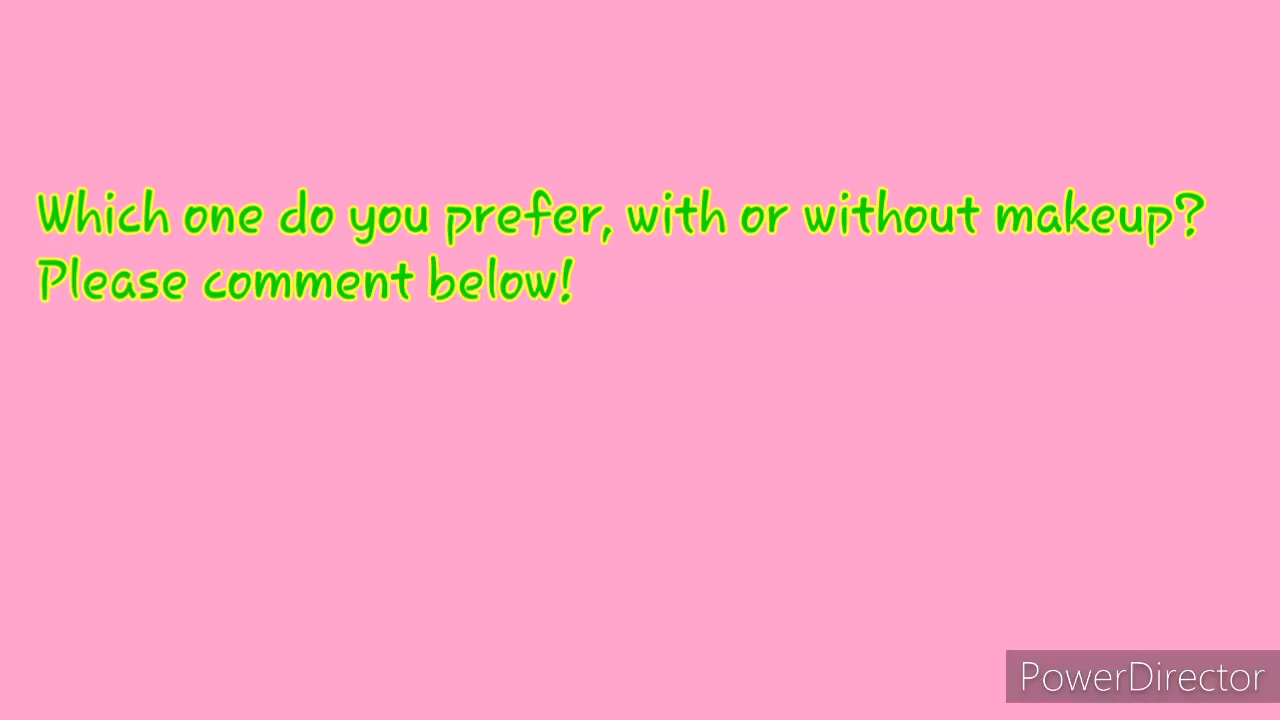 Which one do you prefer, with or without makeup?
Please comment below!
PowerDirector